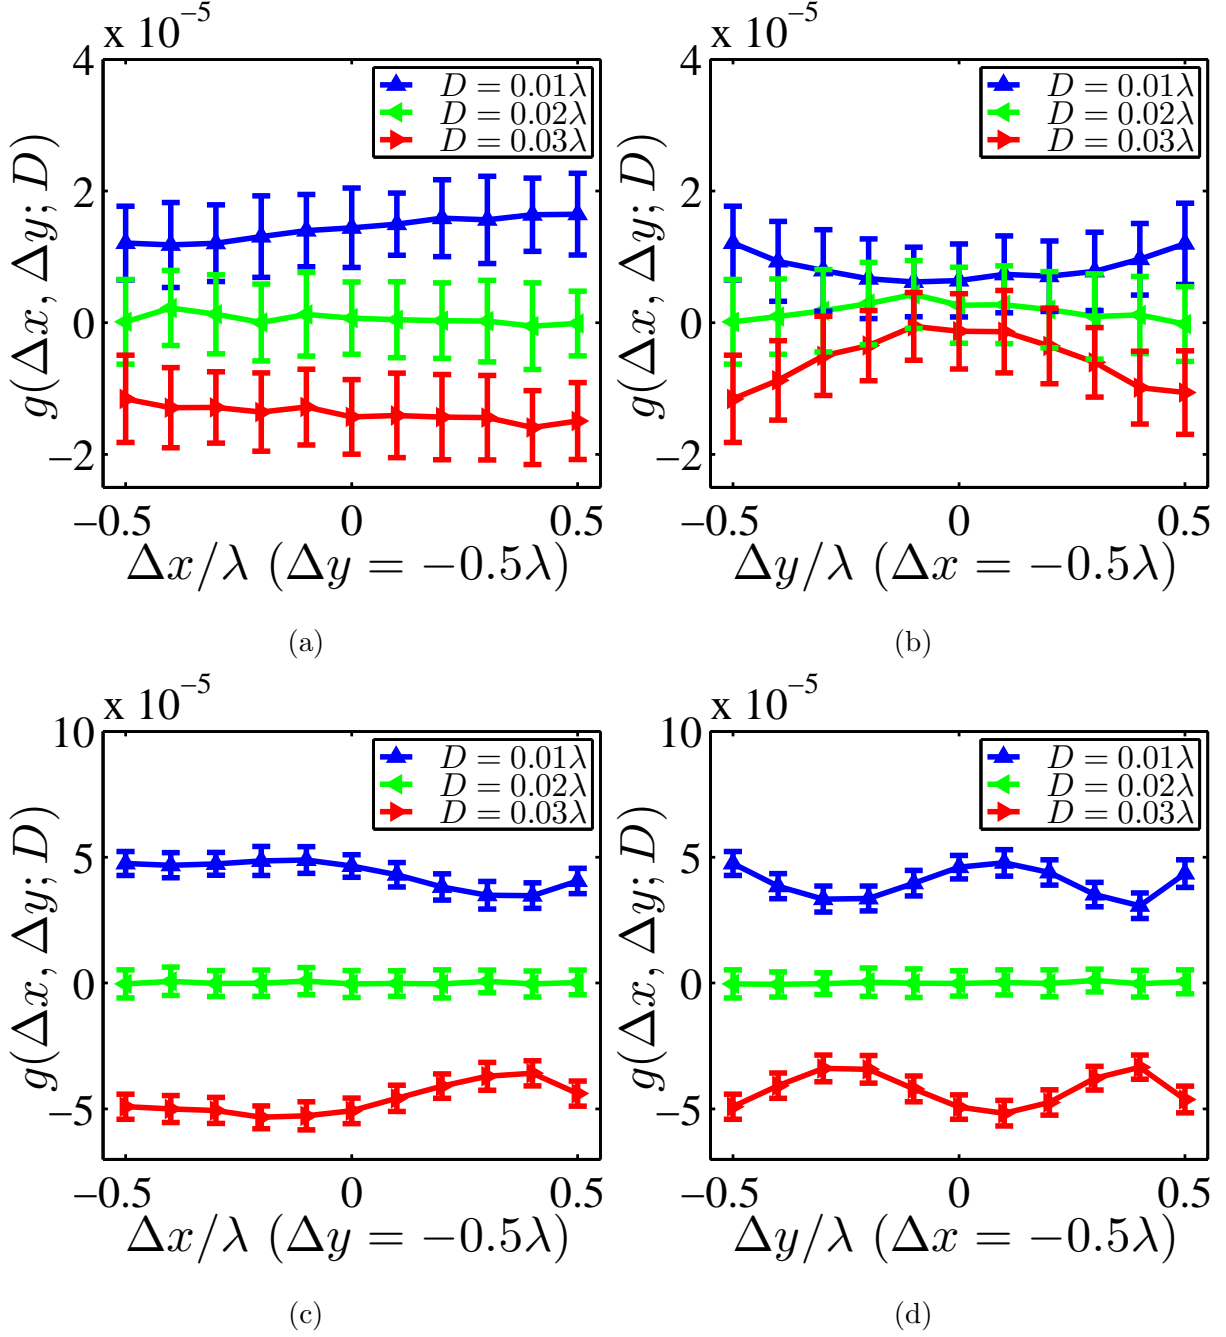 x 10⁻⁵
4
2
0
−2
g(Δx, Δy; D)
D = 0.01λ
D = 0.02λ
D = 0.03λ
−0.5 0 0.5
Δx/λ (Δy = −0.5λ)
(a)
x 10⁻⁵
4
2
0
−2
g(Δx, Δy; D)
D = 0.01λ
D = 0.02λ
D = 0.03λ
−0.5 0 0.5
Δy/λ (Δx = −0.5λ)
(b)
x 10⁻⁵
10
5
0
−5
g(Δx, Δy; D)
D = 0.01λ
D = 0.02λ
D = 0.03λ
−0.5 0 0.5
Δx/λ (Δy = −0.5λ)
(c)
x 10⁻⁵
10
5
0
−5
g(Δx, Δy; D)
D = 0.01λ
D = 0.02λ
D = 0.03λ
−0.5 0 0.5
Δy/λ (Δx = −0.5λ)
(d)